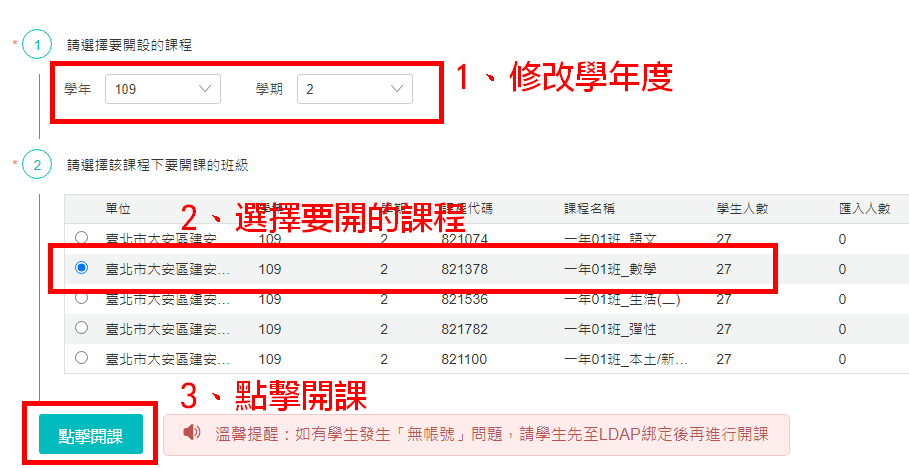 * 1 請選擇要開設的課程
學年 109 學期 2
1、修改學年度
* 2 請選擇該課程下要開課的班級
單位 課程代碼 課程名稱 學生人數 匯入人數
2、選擇要開的課程
臺北市大安區建安... 109 2 821074 一年01班_語文 27 0
臺北市大安區建安... 109 2 821378 一年01班_數學 27 0
臺北市大安區建安... 109 2 821536 一年01班_生活(二) 27 0
臺北市大安區建安... 109 2 821782 一年01班_彈性 27 0
臺北市大安區建安... 109 2 821100 一年01班_本土/新... 27 0
3、點擊開課
點擊開課 溫馨提醒：如有學生發生「無帳號」問題，請學生先至LDAP綁定後再進行開課